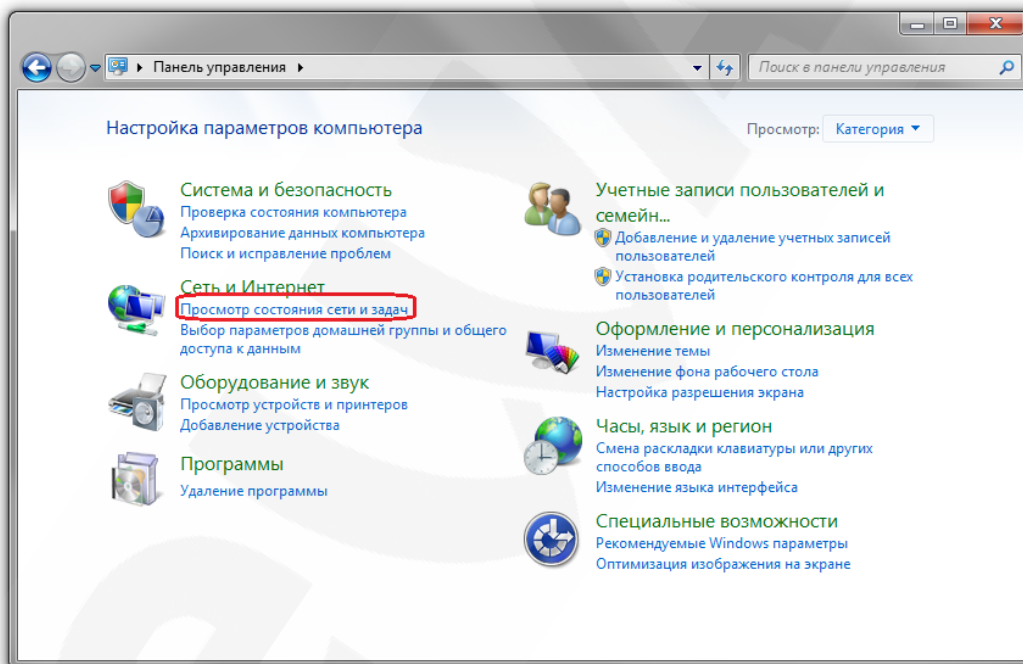 Панель управления
Поиск в панели управления
Настройка параметров компьютера
Просмотр: Категория
Система и безопасность
Проверка состояния компьютера
Архивирование данных компьютера
Поиск и исправление проблем
Сеть и Интернет
Просмотр состояния сети и задач
Выбор параметров домашней группы и общего
доступа к данным
Оборудование и звук
Просмотр устройств и принтеров
Добавление устройства
Программы
Удаление программы
Учетные записи пользователей и
семейн...
Добавление и удаление учетных записей
пользователей
Установка родительского контроля для всех
пользователей
Оформление и персонализация
Изменение темы
Изменение фона рабочего стола
Настройка разрешения экрана
Часы, язык и регион
Смена раскладки клавиатуры или других
способов ввода
Изменение языка интерфейса
Специальные возможности
Рекомендуемые Windows параметры
Оптимизация изображения на экране